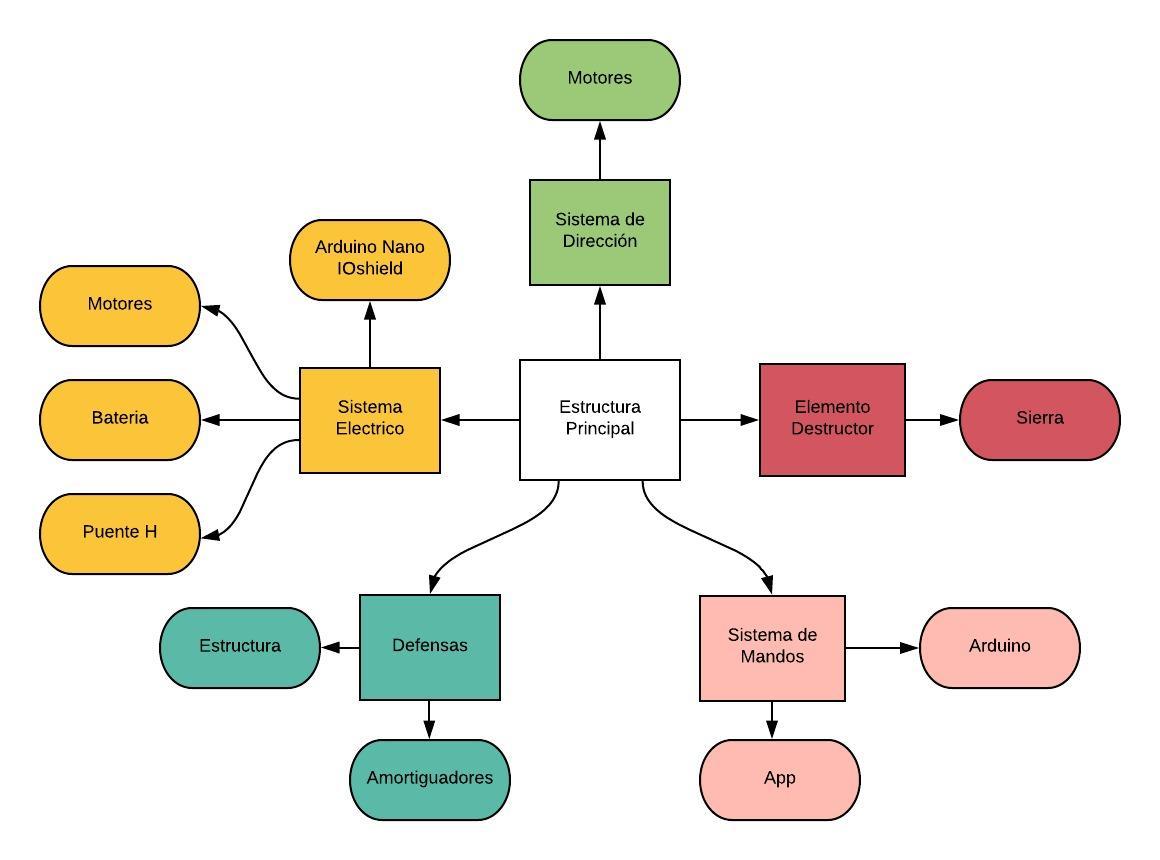 Motores
Sistema de
Dirección
Arduino Nano
IOshield
Motores
Bateria
Puente H
Sistema
Electrico
Estructura
Principal
Elemento
Destructor
Sierra
Estructura
Defensas
Amortiguadores
Sistema de
Mandos
Arduino
App